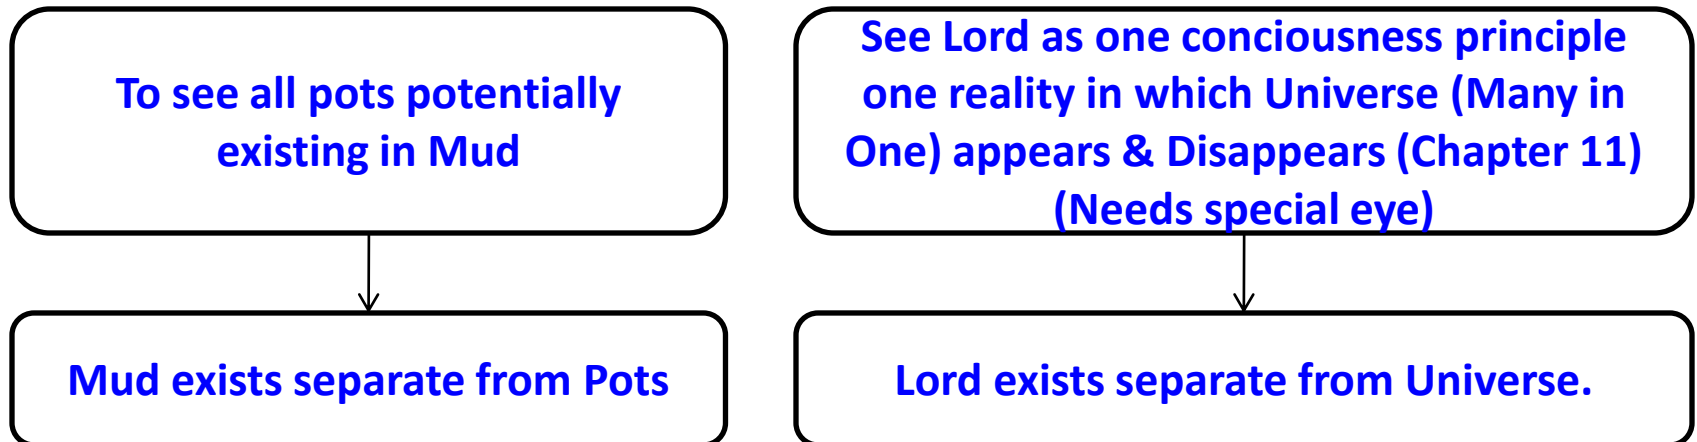 To see all pots potentially
existing in Mud
See Lord as one conciousness principle
one reality in which Universe (Many in
One) appears & Disappears (Chapter 11)
(Needs special eye)
Mud exists separate from Pots
Lord exists separate from Universe.